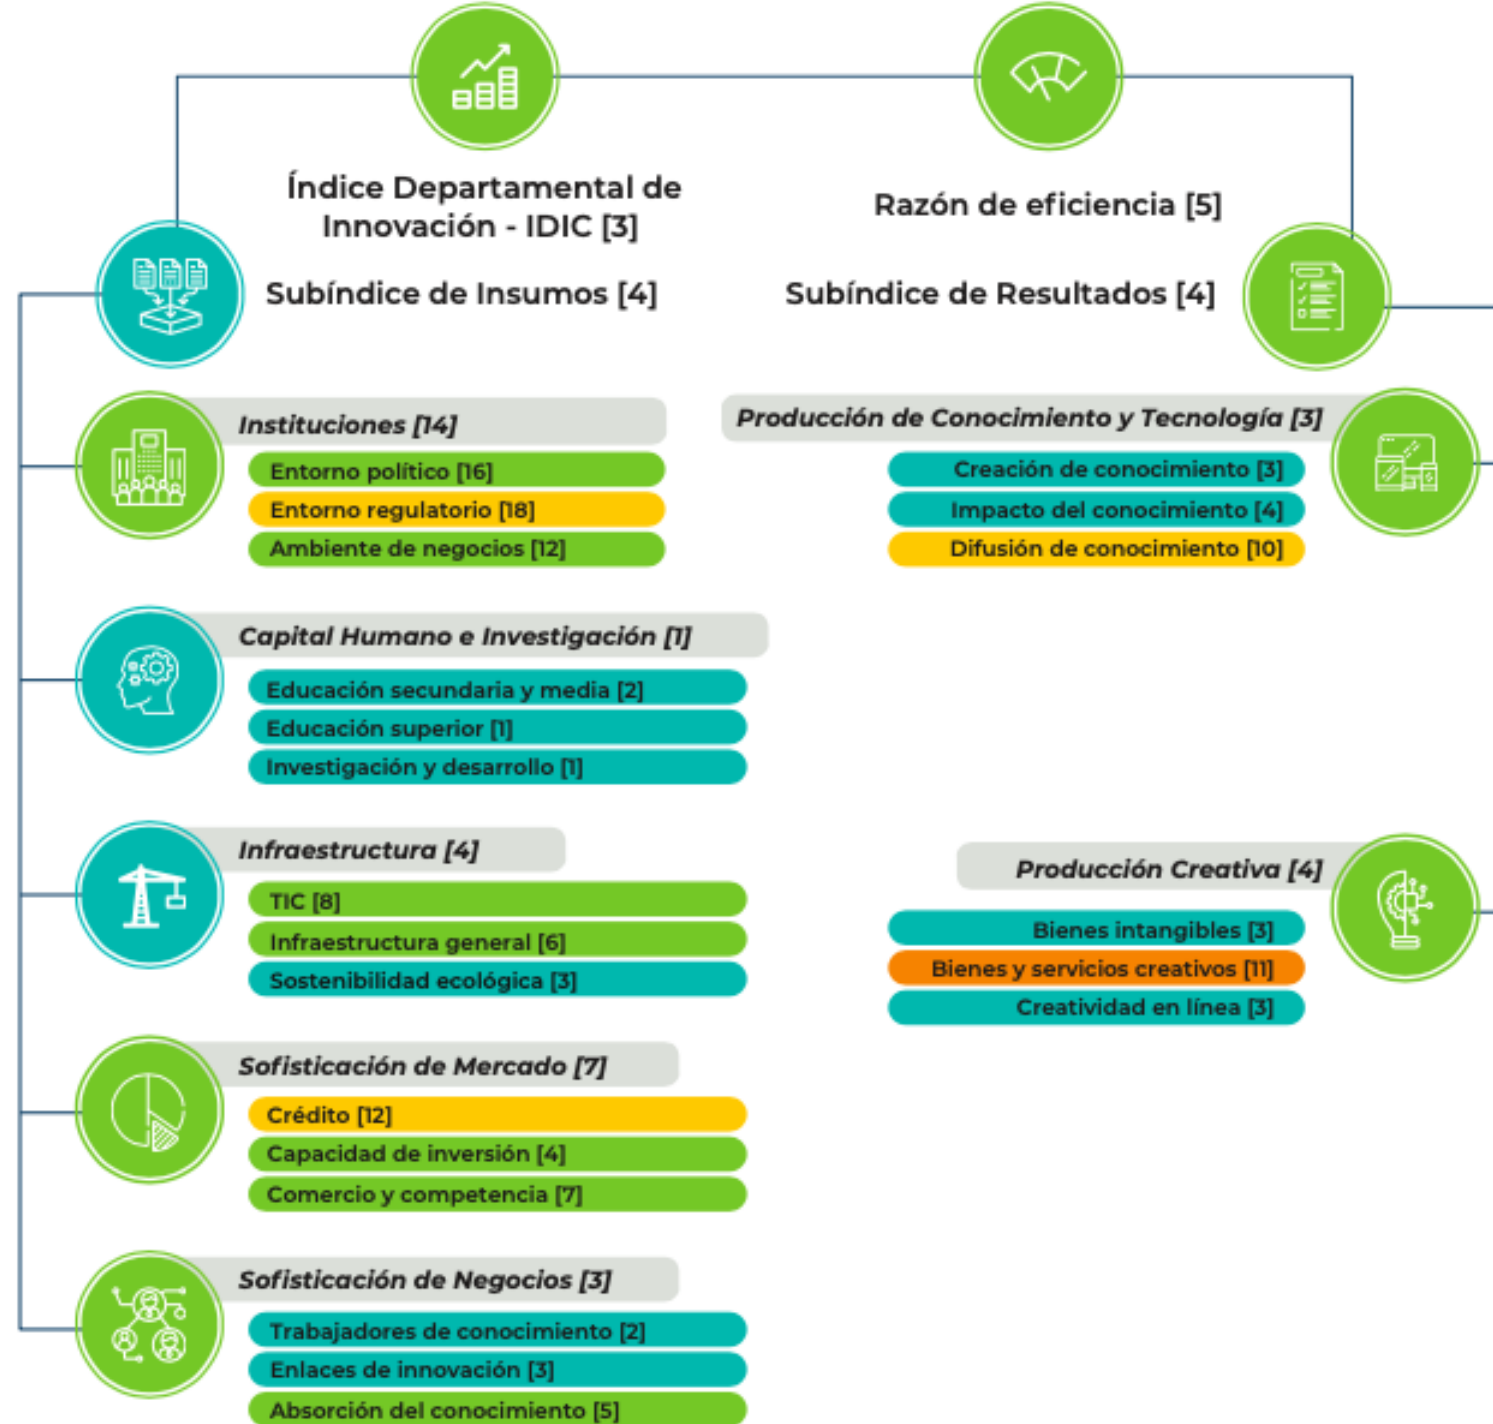 Índice Departamental de
Innovación - IDIC [3]
Razón de eficiencia [5]
Subíndice de Insumos [4]
Subíndice de Resultados [4]
Instituciones [14]
Entorno político [16]
Entorno regulatorio [18]
Ambiente de negocios [12]
Capital Humano e Investigación [1]
Educación secundaria y media [2]
Educación superior [1]
Investigación y desarrollo [1]
Infraestructura [4]
TIC [8]
Infraestructura general [6]
Sostenibilidad ecológica [3]
Sofisticación de Mercado [7]
Crédito [12]
Capacidad de inversión [4]
Comercio y competencia [7]
Sofisticación de Negocios [3]
Trabajadores de conocimiento [2]
Enlaces de innovación [3]
Absorción del conocimiento [5]
Producción de Conocimiento y Tecnología [3]
Creación de conocimiento [3]
Impacto del conocimiento [4]
Difusión de conocimiento [10]
Producción Creativa [4]
Bienes intangibles [3]
Bienes y servicios creativos [11]
Creatividad en línea [3]